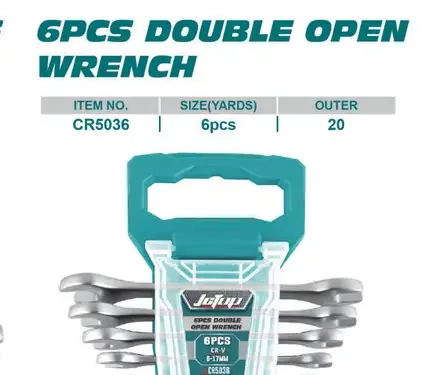 6PCS DOUBLE OPEN
WRENCH
ITEM NO. SIZE(YARDS) OUTER
CR5036 6pcs 20
JcTop
6PCS DOUBLE
OPEN WRENCH
6PCS
CR-V
6-17MM
CR5036